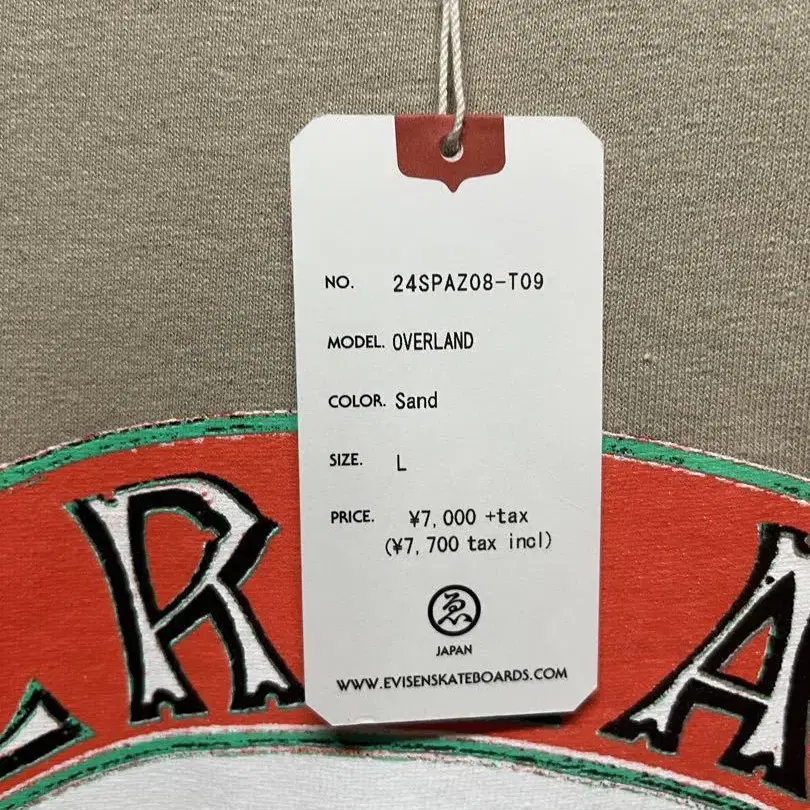 NO. 24SPAZ08-T09
MODEL. OVERLAND
COLOR. Sand
SIZE. L
PRICE. ¥7,000 +tax
(¥7,700 tax incl)
ゑ
JAPAN
WWW.EVISENSKATEBOARDS.COM
R A